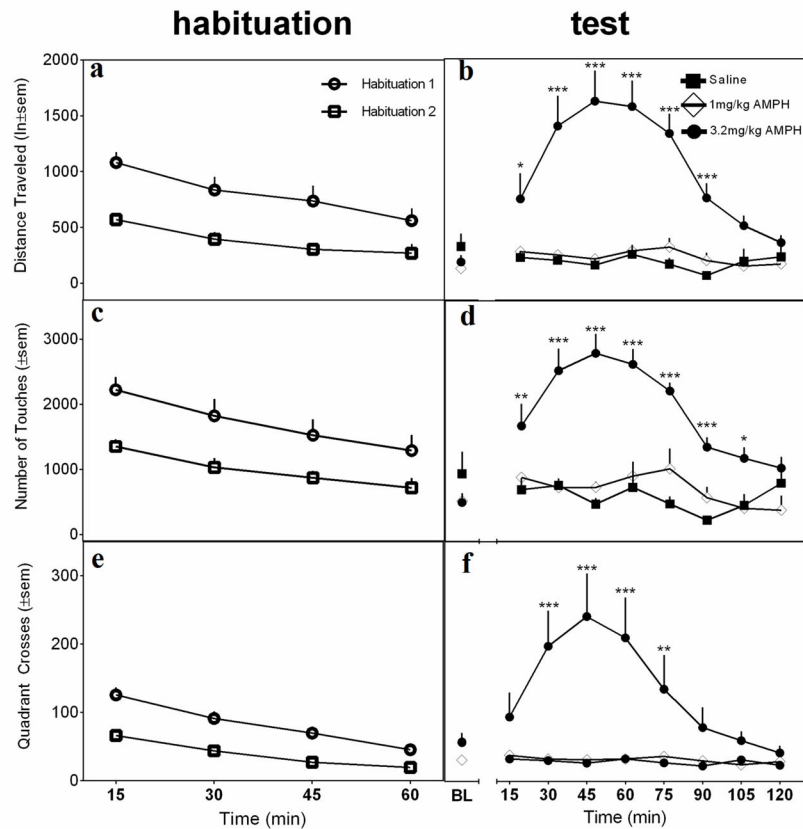 habituation test
a
b
Distance Traveled (ln±sem)
2000
1500
1000
500
0
Habituation 1
Habituation 2
Saline
1mg/kg AMPH
3.2mg/kg AMPH
* *** *** *** *** ***
c
d
Number of Touches (±sem)
3000
2000
1000
0
** *** *** *** *** *** *
e
f
Quadrant Crosses (±sem)
300
200
100
0
*** *** *** **
15 30 45 60 BL 15 30 45 60 75 90 105 120
Time (min) Time (min)